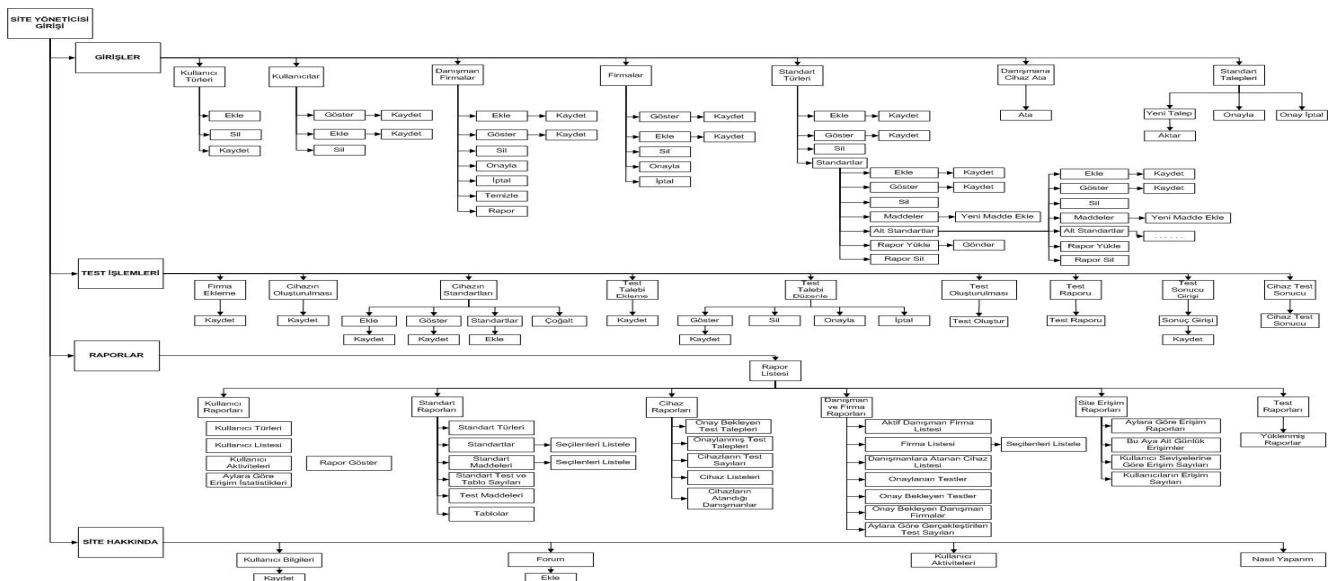 SİTE YÖNETİCİSİ
GİRİŞİ
GİRİŞLER
Kullanıcı
Türleri
Kullanıcılar
Danışman
Firmalar
Firmalar
Standart
Türleri
Danışmana
Cihaz Ata
Standart
Talepleri
Ekle
Sil
Kaydet
Göster
Kaydet
Ekle
Kaydet
Sil
Ekle
Kaydet
Göster
Kaydet
Sil
Onayla
İptal
Temizle
Rapor
Göster
Kaydet
Ekle
Kaydet
Sil
Onayla
İptal
Ekle
Kaydet
Göster
Kaydet
Sil
Standartlar
Ekle
Kaydet
Göster
Kaydet
Sil
Maddeler
Yeni Madde Ekle
Alt Standartlar
Rapor Yükle
Gönder
Rapor Sil
Ekle
Kaydet
Göster
Kaydet
Sil
Maddeler
Yeni Madde Ekle
Alt Standartlar
. . . . . .
Rapor Yükle
Rapor Sil
Ata
Yeni Talep
Onayla
Onay İptal
Aktar
TEST İŞLEMLERİ
Firma
Ekleme
Kaydet
Cihazın
Oluşturulması
Kaydet
Cihazın
Standartları
Ekle
Göster
Standartlar
Çoğalt
Kaydet
Kaydet
Ekle
Test
Talebi
Ekleme
Kaydet
Test
Talebi
Düzenle
Göster
Sil
Onayla
İptal
Kaydet
Test
Oluşturulması
Test Oluştur
Test
Raporu
Test Raporu
Test
Sonucu
Girişi
Sonuç Girişi
Kaydet
Cihaz Test
Sonucu
Cihaz Test
Sonucu
RAPORLAR
Rapor
Listesi
Kullanıcı
Raporları
Kullanıcı Türleri
Kullanıcı Listesi
Kullanıcı
Aktiviteleri
Aylara Göre
Erişim İstatistikleri
Rapor Göster
Standart
Raporları
Standart Türleri
Standartlar
Seçilenleri Listele
Standart
Maddeleri
Seçilenleri Listele
Standart Test ve
Tablo Sayıları
Test Maddeleri
Tablolar
Cihaz
Raporları
Onay Bekleyen
Test Talepleri
Onaylanmış Test
Talepleri
Cihazların Test
Sayıları
Cihaz Listeleri
Cihazların
Atandığı
Danışmanlar
Danışman
ve Firma
Raporları
Aktif Danışman Firma
Listesi
Firma Listesi
Seçilenleri Listele
Danışmanlara Atanan Cihaz
Listesi
Onaylanan Testler
Onay Bekleyen Testler
Onay Bekleyen Danışman
Firmalar
Aylara Göre Gerçekleştirilen
Test Sayıları
Site Erişim
Raporları
Aylara Göre Erişim
Raporları
Bu Aya Ait Günlük
Erişimler
Kullanıcı Seviyelerine
Göre Erişim Sayıları
Kullanıcıların Erişim
Sayıları
Test
Raporları
Yüklenmiş
Raporlar
SİTE HAKKINDA
Kullanıcı Bilgileri
Kaydet
Forum
Ekle
Kullanıcı
Aktiviteleri
Nasıl Yaparım